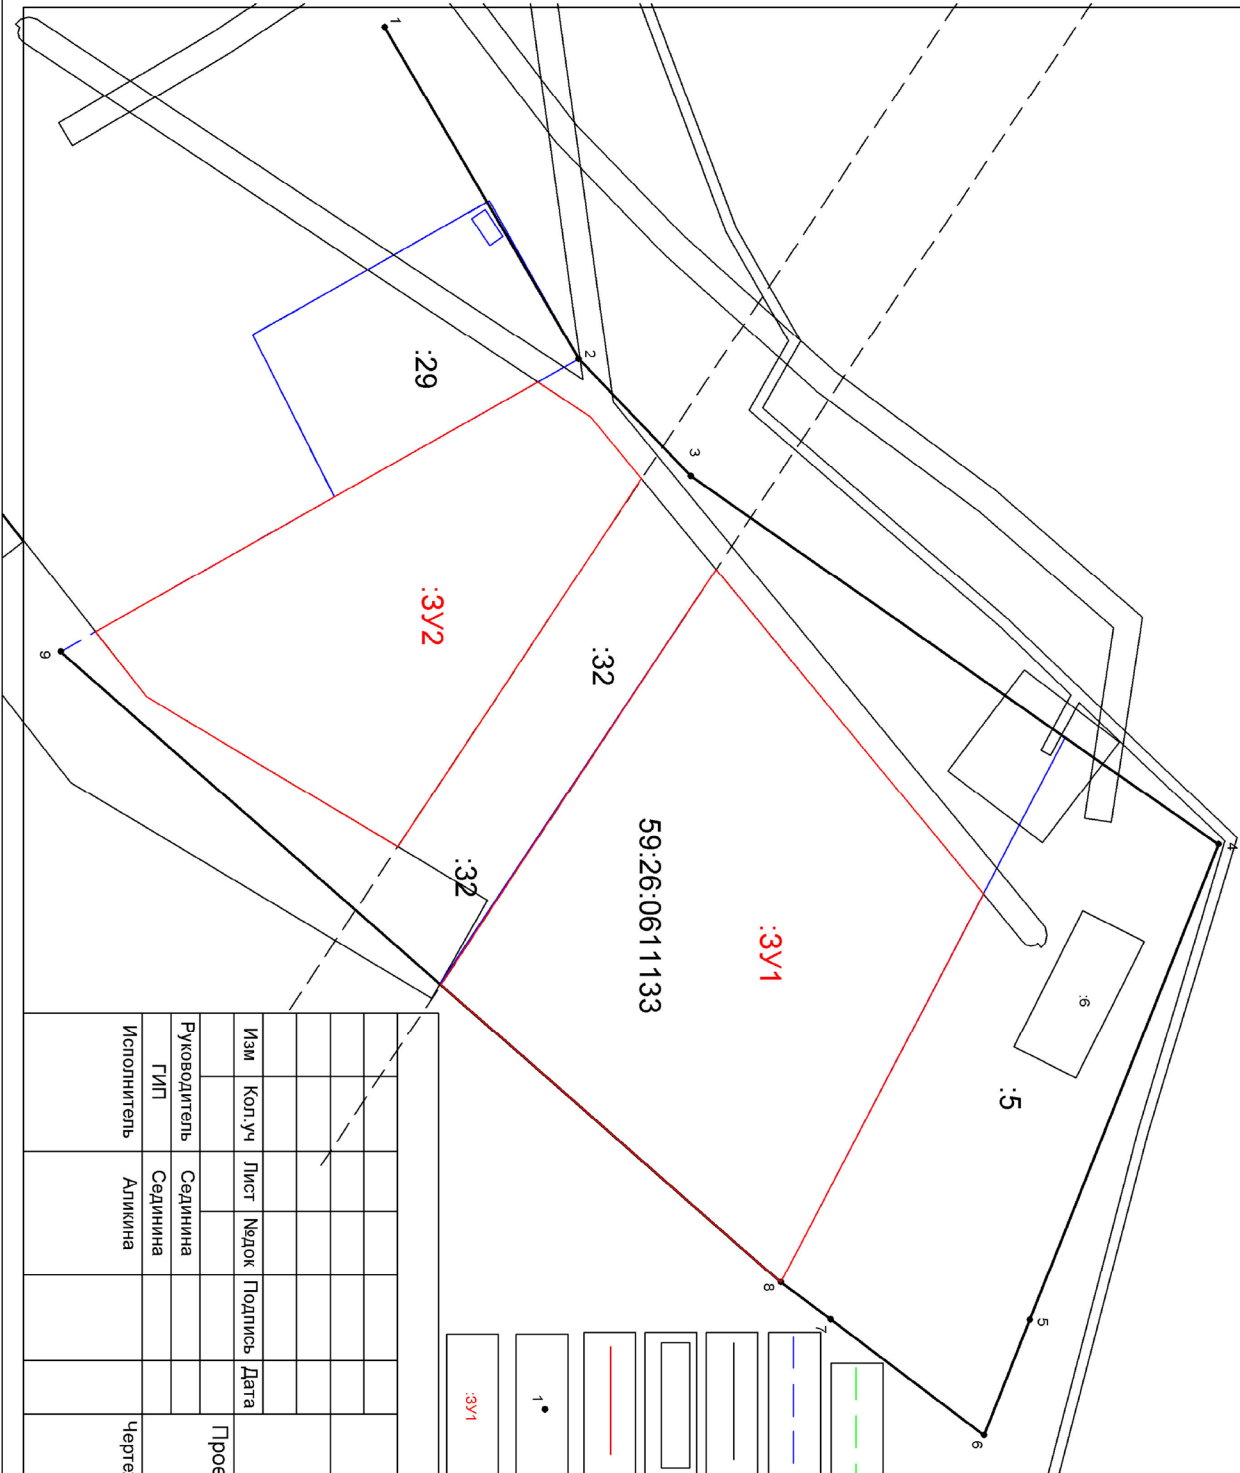 1
2
:29
3
:ЗУ2
:32
9
4
59:26:0611133
:32
:ЗУ1
:6
:5
8
7
5
6
Изм Кол.уч Лист №док Подпись Дата
Руководитель Сединина
ГИП Сединина
Исполнитель Аликина
:ЗУ1
1